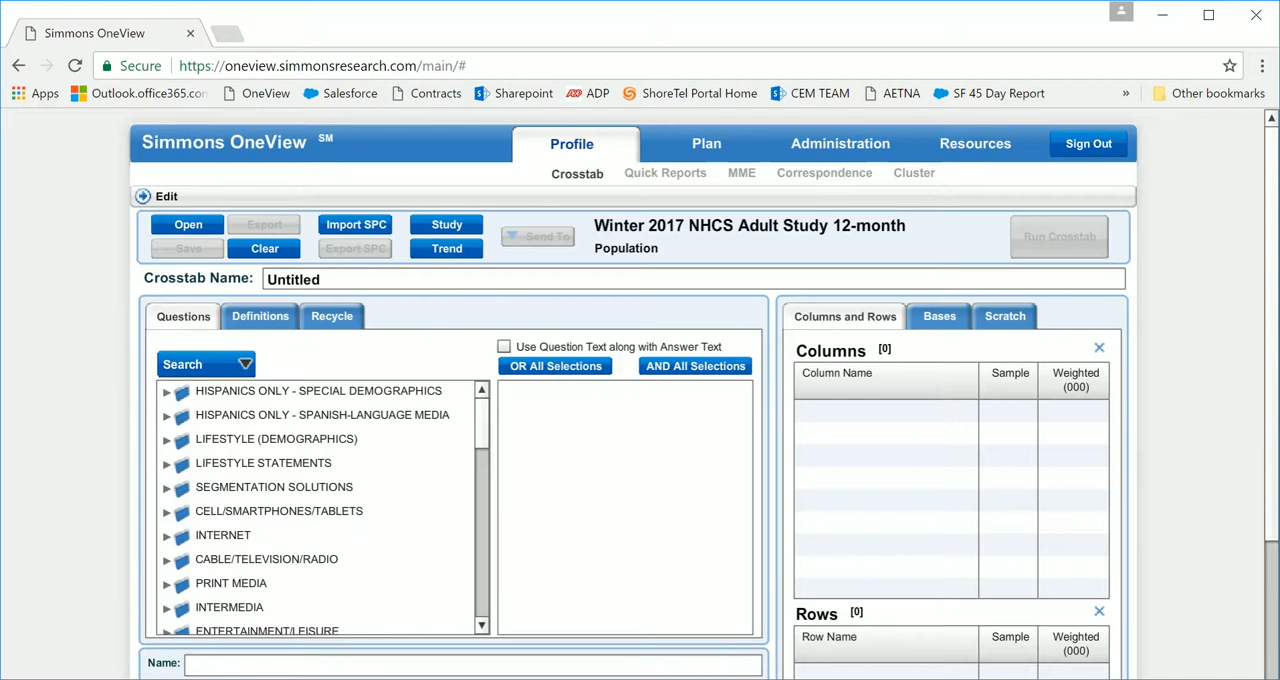 Simmons OneView
Secure https://oneview.simmonsresearch.com/main/#
Apps Outlook.office365.con OneView Salesforce Contracts Sharepoint ADP ShoreTel Portal Home CEM TEAM AETNA SF 45 Day Report » Other bookmarks
Simmons OneView SM Profile Plan Administration Resources Sign Out
Crosstab Quick Reports MME Correspondence Cluster
Edit
Open Export Import SPC Study
Save Clear Export SPC Trend
Send To
Winter 2017 NHCS Adult Study 12-month
Population
Run Crosstab
Crosstab Name: Untitled
Questions Definitions Recycle
Search
Use Question Text along with Answer Text
OR All Selections AND All Selections
HISPANICS ONLY - SPECIAL DEMOGRAPHICS
HISPANICS ONLY - SPANISH-LANGUAGE MEDIA
LIFESTYLE (DEMOGRAPHICS)
LIFESTYLE STATEMENTS
SEGMENTATION SOLUTIONS
CELL/SMARTPHONES/TABLETS
INTERNET
CABLE/TELEVISION/RADIO
PRINT MEDIA
INTERMEDIA
ENTERTAINMENT/LEISURE
Name:
Columns and Rows Bases Scratch
Columns [0]
Column Name Sample Weighted
(000)
Rows [0]
Row Name Sample Weighted
(000)